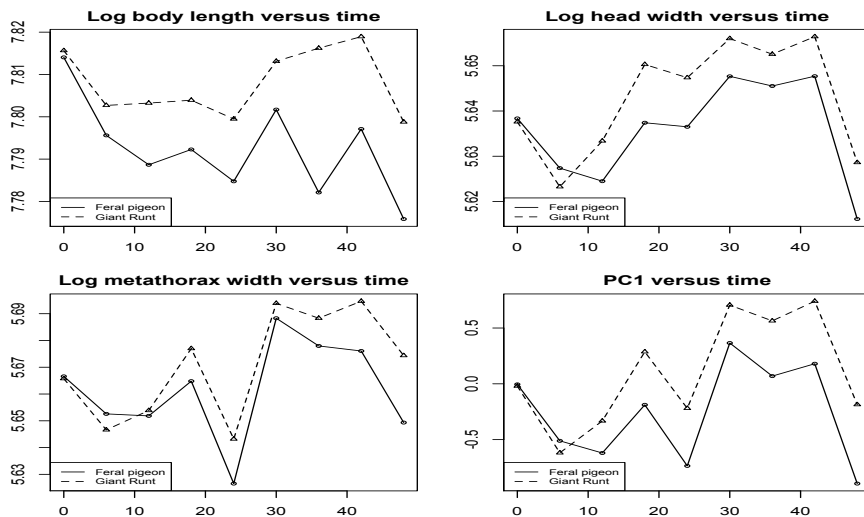 Log body length versus time
7.82
7.81
7.80
7.79
7.78
Feral pigeon
Giant Runt
0 10 20 30 40
Log head width versus time
5.65
5.64
5.63
5.62
Feral pigeon
Giant Runt
0 10 20 30 40
Log metathorax width versus time
5.69
5.67
5.65
5.63
Feral pigeon
Giant Runt
0 10 20 30 40
PC1 versus time
0.5
0.0
-0.5
Feral pigeon
Giant Runt
0 10 20 30 40